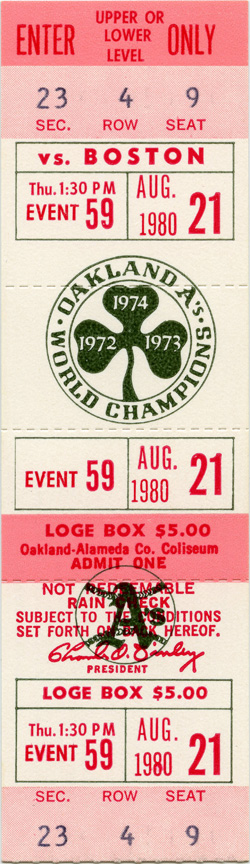 ENTER UPPER OR LOWER LEVEL ONLY
23 4 9
SEC. ROW SEAT
vs. BOSTON
Thu. 1:30 PM
EVENT 59
AUG.
1980 21
OAKLAND A's
1974
1972 1973
WORLD CHAMPIONS
EVENT 59
AUG.
1980 21
LOGE BOX $5.00
Oakland-Alameda Co. Coliseum
ADMIT ONE
NOT REDEEMABLE
RAIN CHECK
SUBJECT TO THE CONDITIONS
SET FORTH ON BACK HEREOF.
A's
Charles O. Finley
PRESIDENT
LOGE BOX $5.00
Thu. 1:30 PM
EVENT 59
AUG.
1980 21
SEC. ROW SEAT
23 4 9